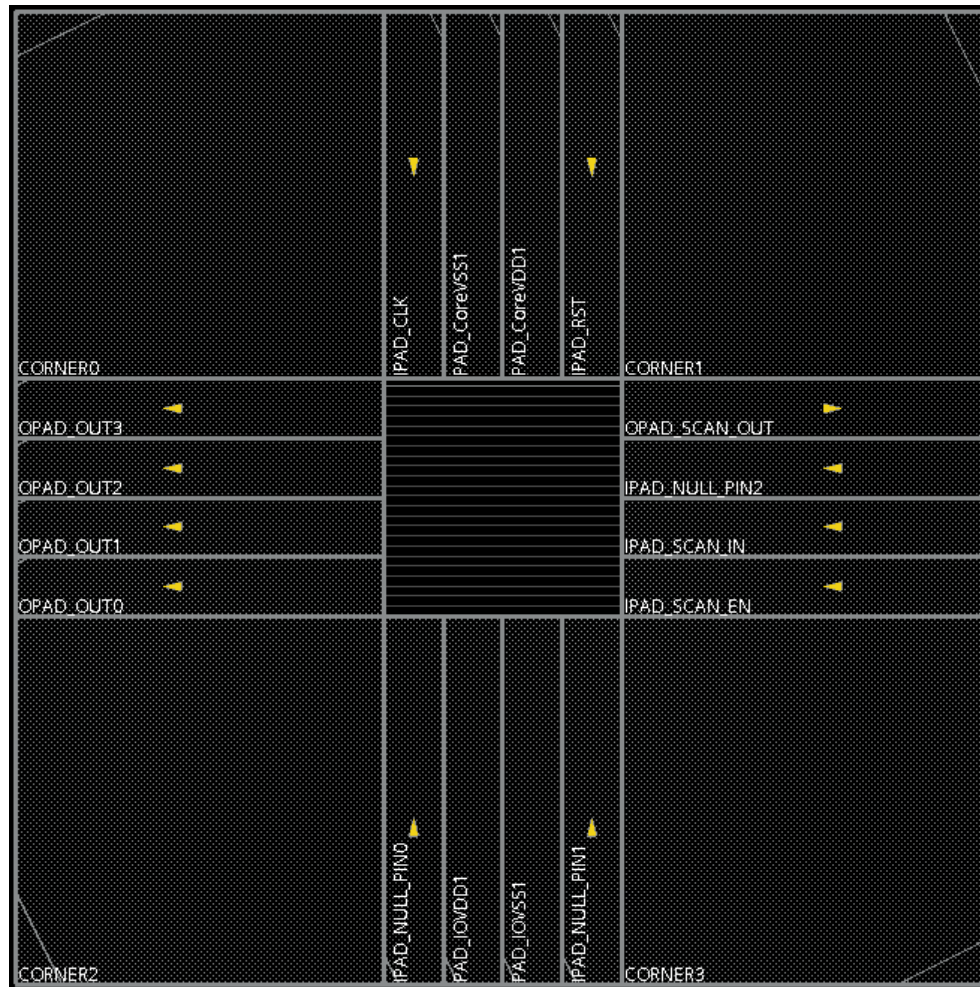 IPAD_CLK
PAD_CoreVSS1
PAD_CoreVDD1
IPAD_RST
CORNER0
CORNER1
OPAD_OUT3
OPAD_SCAN_OUT
OPAD_OUT2
IPAD_NULL_PIN2
OPAD_OUT1
IPAD_SCAN_IN
OPAD_OUT0
IPAD_SCAN_EN
IPAD_NULL_PIN0
PAD_IOVDD1
PAD_IOVSS1
IPAD_NULL_PIN1
CORNER2
CORNER3